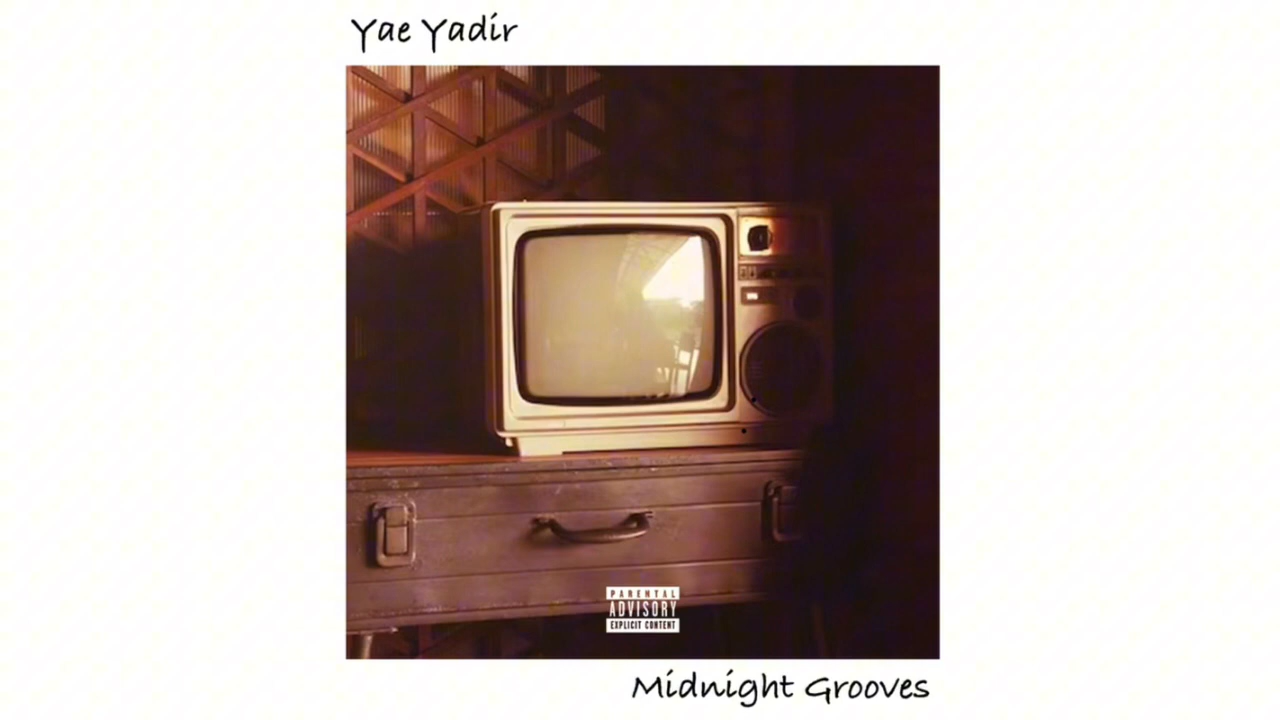 Yae Yadir
PARENTAL
ADVISORY
EXPLICIT CONTENT
Midnight Grooves